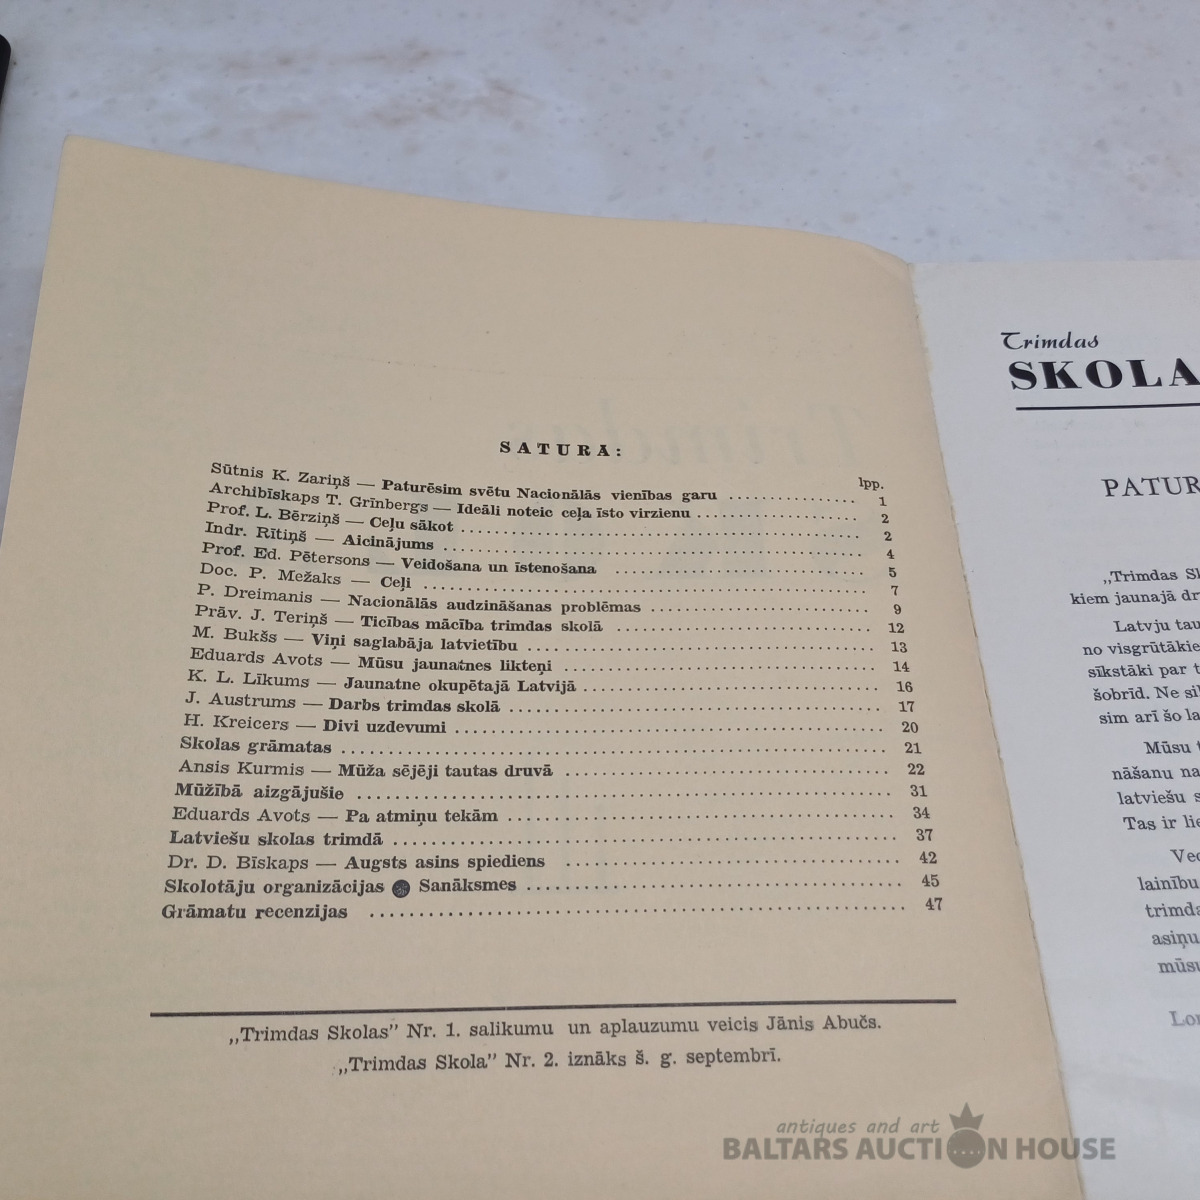 SATURA:
lpp.
Sūtnis K. Zariņš — Paturēsim svētu Nacionālās vienības garu ................ 1
Archibīskaps T. Grīnbergs — Ideāli noteic ceļa īsto virzienu ................... 2
Prof. L. Bērziņš — Ceļu sākot ................ 2
Indr. Rītiņš — Aicinājums ................ 4
Prof. Ed. Pētersons — Veidošana un īstenošana ................ 5
Doc. P. Mežaks — Ceļi ................ 7
P. Dreimanis — Nacionālās audzināšanas problēmas ................ 9
Prāv. J. Teriņš — Ticības mācība trimdas skolā ................ 12
M. Bukšs — Viņi saglabāja latvietību ................ 13
Eduards Avots — Mūsu jaunatnes likteņi ................ 14
K. L. Līkums — Jaunatne okupētajā Latvijā ................ 16
J. Austrums — Darbs trimdas skolā ................ 17
H. Kreicers — Divi uzdevumi ................ 20
Skolas grāmatas ................ 21
Ansis Kurmis — Mūža sējēji tautas druvā ................ 22
Mūžībā aizgājušie ................ 31
Eduards Avots — Pa atmiņu tekām ................ 34
Latviešu skolas trimdā ................ 37
Dr. D. Bīskaps — Augsts asins spiediens ................ 42
Skolotāju organizācijas ● Sanāksmes ................ 45
Grāmatu recenzijas ................ 47
„Trimdas Skolas” Nr. 1. salikumu un aplauzumu veicis Jānis Abučs.
„Trimdas Skola” Nr. 2. iznāks š. g. septembrī.
Trimdas
SKOLA
PATUR
„Trimdas Sk
kiem jaunajā dr
Latvju tau
no visgrūtākie
sīkstāki par t
šobrīd. Ne sil
sim arī šo la
Mūsu t
nāšanu na
latviešu s
Tas ir lie
Vec
lainību
trimda
asiņu
mūsu
Lon
antiques and art
BALTARS AUCTION HOUSE